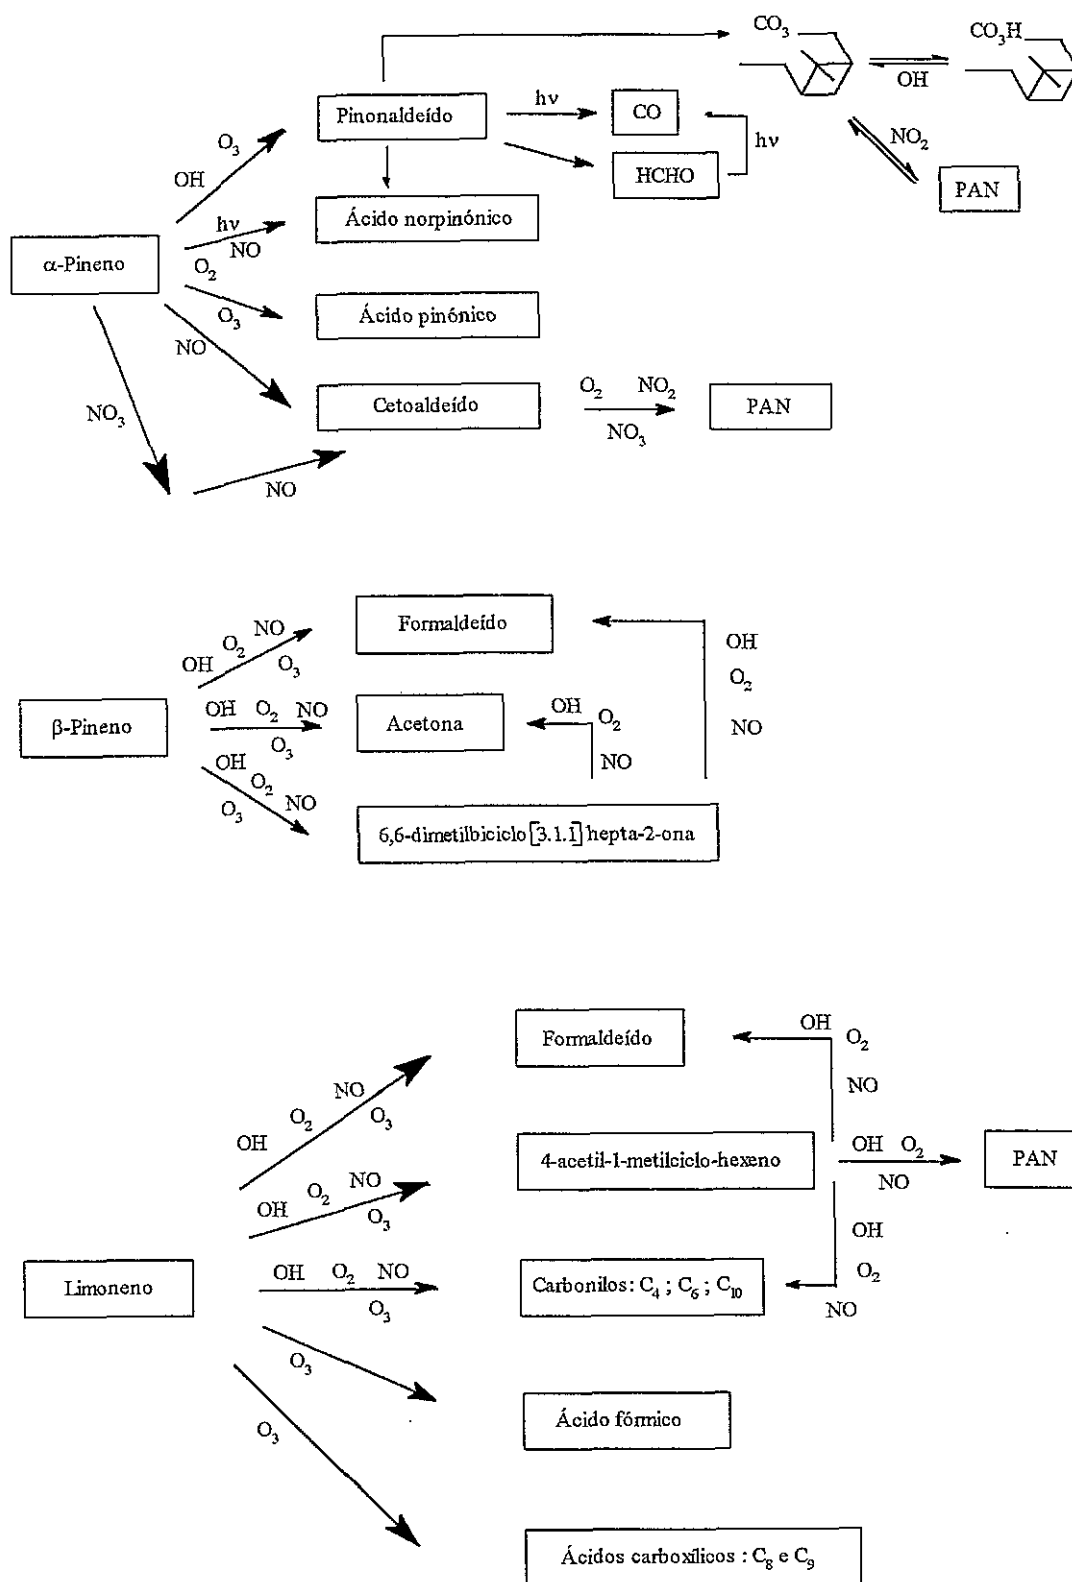 CO3
CO3H
OH
Pinonaldeído
hν
CO
hν
HCHO
NO2
PAN
O3
OH
hν
NO
Ácido norpinónico
α-Pineno
O2
O3
Ácido pinónico
NO
Cetoaldeído
O2 NO2
NO3
PAN
NO3
NO
Formaldeído
OH O2 NO
O3
OH
O2
NO
β-Pineno
OH O2 NO
O3
Acetona
OH O2
NO
OH
O2
O3 NO
6,6-dimetilbiciclo[3.1.1]hepta-2-ona
Formaldeído
OH
O2
NO
OH O2 NO
O3
4-acetil-1-metilciclo-hexeno
OH O2
NO
PAN
OH O2 NO
O3
OH
O2
NO
Limoneno
OH O2 NO
O3
Carbonilos: C4 ; C6 ; C10
O3
Ácido fórmico
O3
Ácidos carboxílicos : C8 e C9